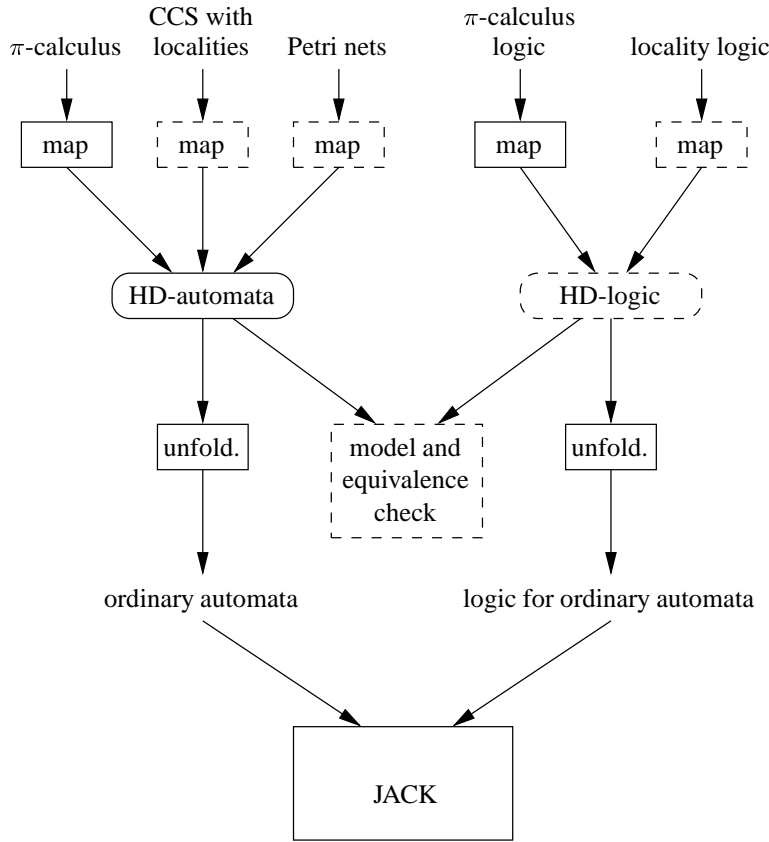 π-calculus
CCS with
localities
Petri nets
π-calculus
logic
locality logic
map
map
map
map
map
HD-automata
HD-logic
unfold.
model and
equivalence
check
unfold.
ordinary automata
logic for ordinary automata
JACK